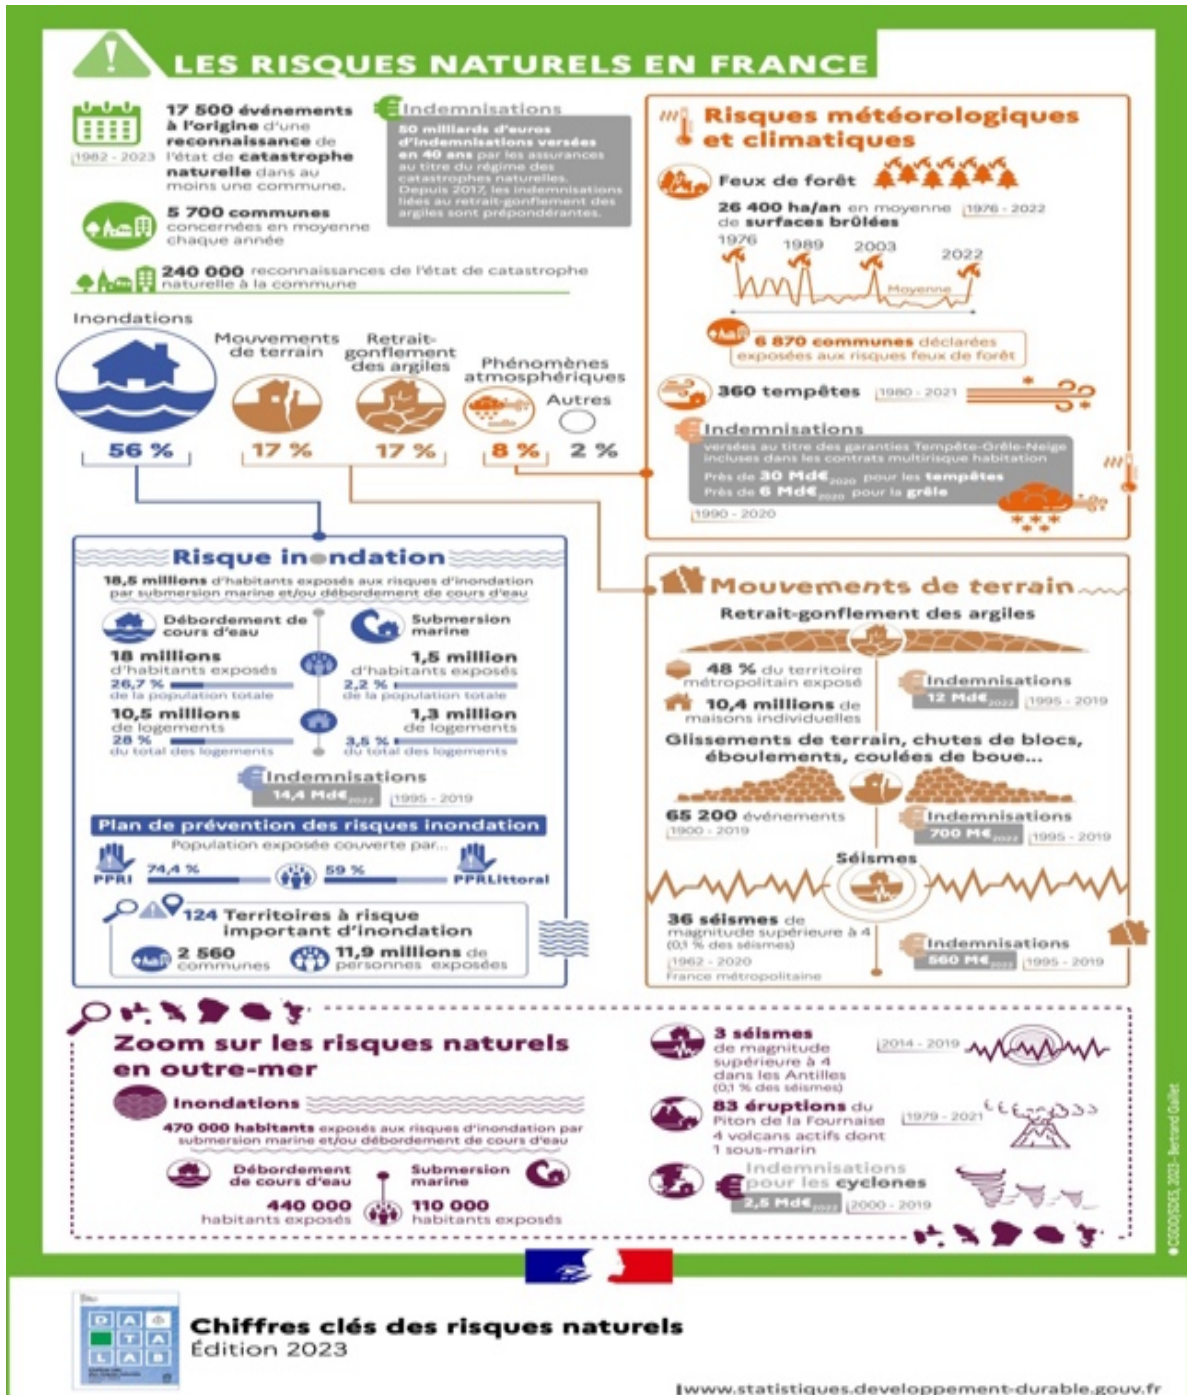 LES RISQUES NATURELS EN FRANCE
1982 - 2023
17 500 événements
à l'origine d'une
reconnaissance de
l'état de catastrophe
naturelle dans au
moins une commune.
5 700 communes
concernées en moyenne
chaque année
Indemnisations
50 milliards d'euros
d'indemnisations versées
en 40 ans par les assurances
au titre du régime des
catastrophes naturelles.
Depuis 2017, les indemnisations
liées au retrait-gonflement des
argiles sont prépondérantes.
240 000 reconnaissances de l'état de catastrophe
naturelle à la commune
Inondations
56 %
Mouvements
de terrain
17 %
Retrait-
gonflement
des argiles
17 %
Phénomènes
atmosphériques
8 %
Autres
2 %
Risques météorologiques
et climatiques
Feux de forêt
26 400 ha/an en moyenne 1976 - 2022
de surfaces brûlées
1976
1989
2003
2022
Moyenne
6 870 communes déclarées
exposées aux risques feux de forêt
360 tempêtes 1980 - 2021
Indemnisations
versées au titre des garanties Tempête-Grêle-Neige
incluses dans les contrats multirisque habitation
Près de 30 Md€2020 pour les tempêtes
Près de 6 Md€2020 pour la grêle
1990 - 2020
Risque inondation
18,5 millions d'habitants exposés aux risques d'inondation
par submersion marine et/ou débordement de cours d'eau
Débordement de
cours d'eau
18 millions
d'habitants exposés
26,7 %
de la population totale
10,5 millions
de logements
28 %
du total des logements
Submersion
marine
1,5 million
d'habitants exposés
2,2 %
de la population totale
1,3 million
de logements
3,5 %
du total des logements
Indemnisations
14,4 Md€2022 1995 - 2019
Plan de prévention des risques inondation
Population exposée couverte par...
PPRI
74,4 %
59 %
PPRLittoral
124 Territoires à risque
important d'inondation
2 560
communes
11,9 millions de
personnes exposées
Mouvements de terrain
Retrait-gonflement des argiles
48 % du territoire
métropolitain exposé
10,4 millions de
maisons individuelles
Indemnisations
12 Md€2022 1995 - 2019
Glissements de terrain, chutes de blocs,
éboulements, coulées de boue...
65 200 événements
1900 - 2019
Indemnisations
700 M€2022 1995 - 2019
Séismes
36 séismes de
magnitude supérieure à 4
(0,1 % des séismes)
1962 - 2020
France métropolitaine
Indemnisations
560 M€2022 1995 - 2019
Zoom sur les risques naturels
en outre-mer
Inondations
470 000 habitants exposés aux risques d'inondation par
submersion marine et/ou débordement de cours d'eau
Débordement
de cours d'eau
440 000
habitants exposés
Submersion
marine
110 000
habitants exposés
3 séismes
de magnitude
supérieure à 4
dans les Antilles
(0,1 % des séismes)
2014 - 2019
83 éruptions du
Piton de la Fournaise
4 volcans actifs dont
1 sous-marin
1979 - 2021
Indemnisations
pour les cyclones
2,5 Md€2022 2000 - 2019
© CGDD/SDES, 2023 - Bertrand Gaillet
DATA
LAB
Chiffres clés des risques naturels
Édition 2023
www.statistiques.developpement-durable.gouv.fr